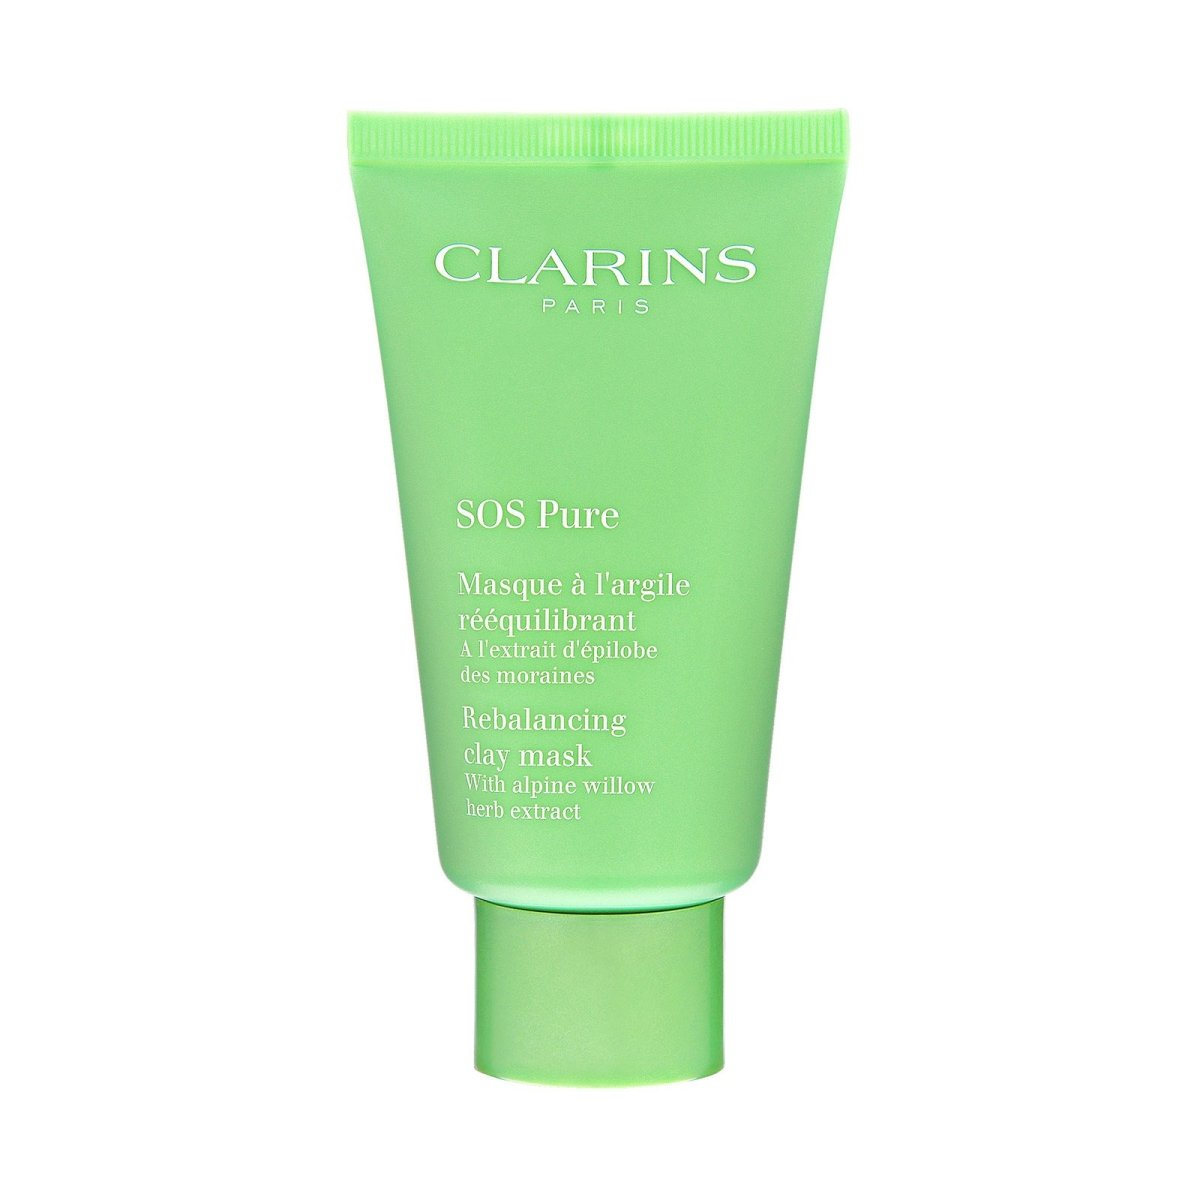 CLARINS
PARIS
SOS Pure
Masque à l'argile
rééquilibrant
A l'extrait d'épilobe
des moraines
Rebalancing
clay mask
With alpine willow
herb extract